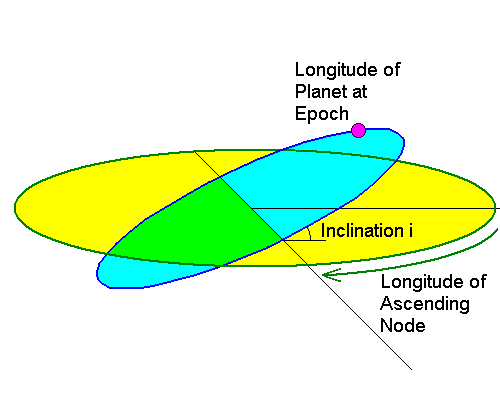 Longitude of
Planet at
Epoch
Inclination i
Longitude of
Ascending
Node